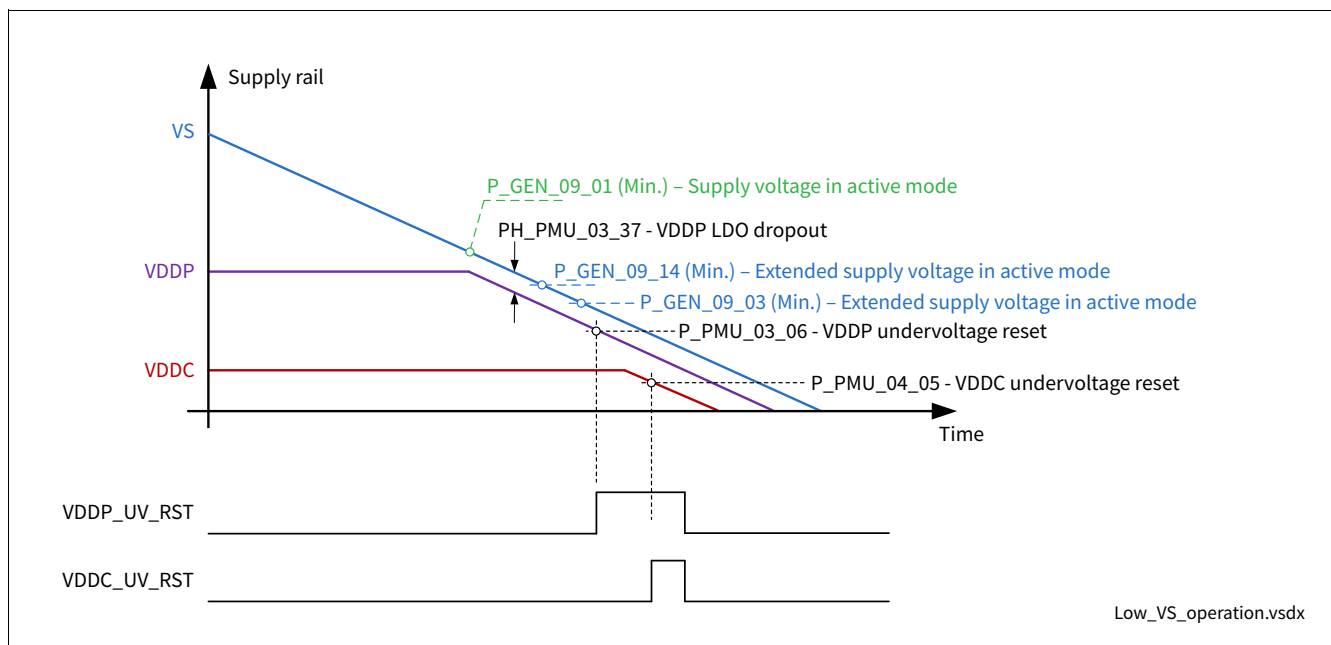 Supply rail
VS
P_GEN_09_01 (Min.) – Supply voltage in active mode
PH_PMU_03_37 - VDDP LDO dropout
VDDP
P_GEN_09_14 (Min.) – Extended supply voltage in active mode
P_GEN_09_03 (Min.) – Extended supply voltage in active mode
P_PMU_03_06 - VDDP undervoltage reset
VDDC
P_PMU_04_05 - VDDC undervoltage reset
Time
VDDP_UV_RST
VDDC_UV_RST
Low_VS_operation.vsdx